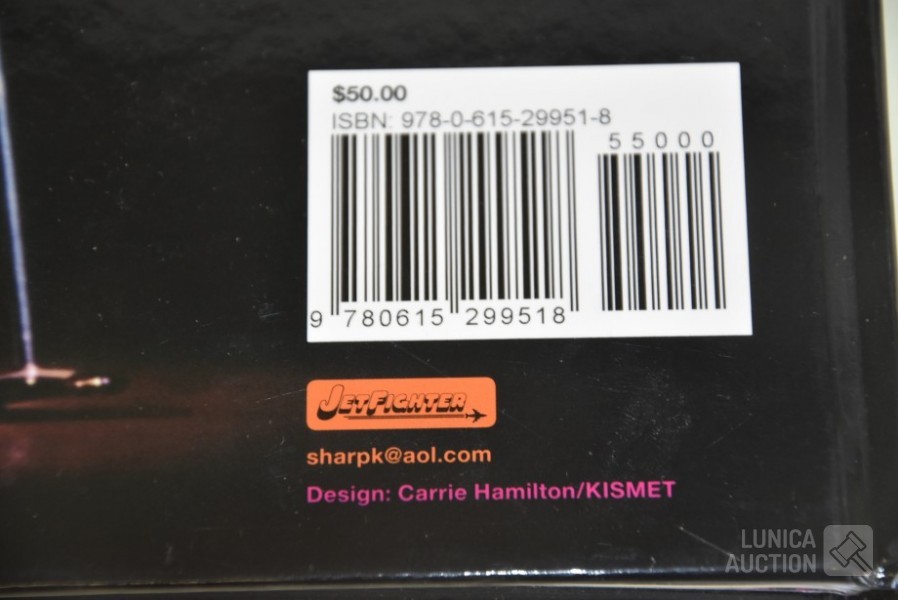 $50.00
ISBN: 978-0-615-29951-8
55000
9 780615 299518
JETFIGHTER
sharpk@aol.com
Design: Carrie Hamilton/KISMET
LUNICA
AUCTION